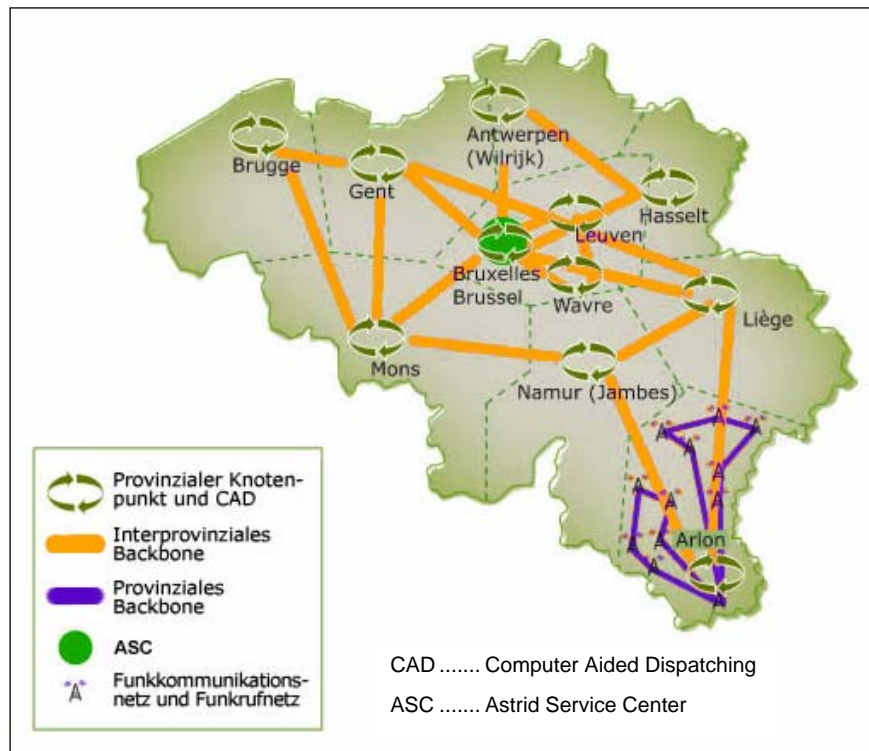 Antwerpen
(Wilrijk)
Brugge
Gent
Hasselt
Leuven
Bruxelles
Brussel
Wavre
Liège
Mons
Namur (Jambes)
Arlon
Provinzialer Knoten-
punkt und CAD
Interprovinziales
Backbone
Provinziales
Backbone
ASC
Funkkommunikations-
netz und Funkrufnetz
CAD ....... Computer Aided Dispatching
ASC ....... Astrid Service Center